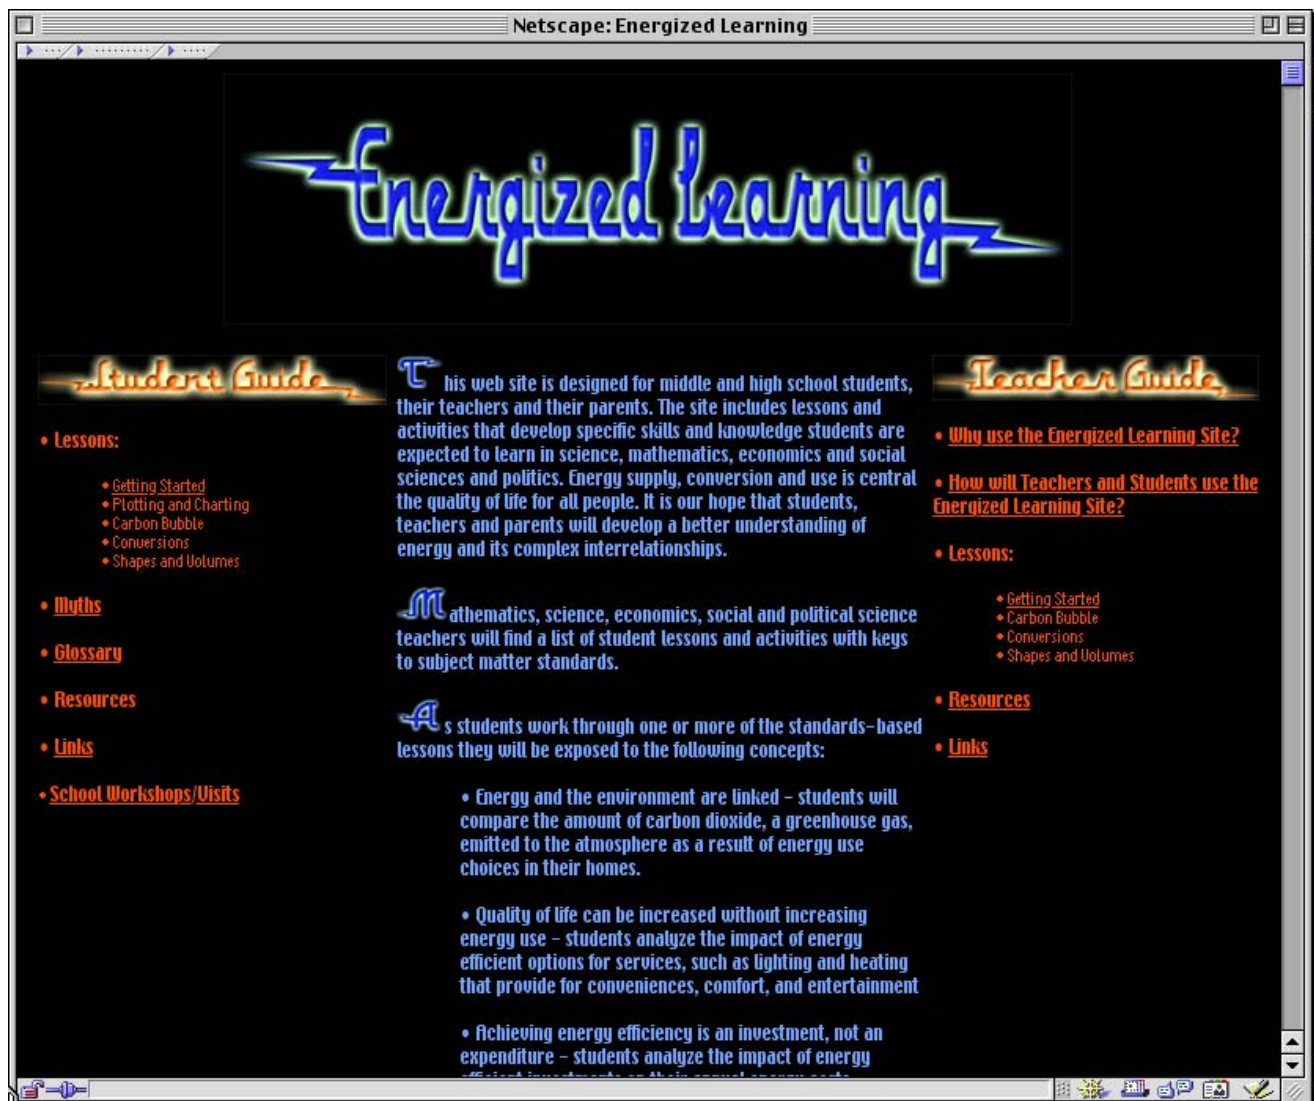 Netscape: Energized Learning
Energized Learning
Student Guide
• Lessons:
• Getting Started
• Plotting and Charting
• Carbon Bubble
• Conversions
• Shapes and Volumes
• Myths
• Glossary
• Resources
• Links
• School Workshops/Visits
This web site is designed for middle and high school students,
their teachers and their parents. The site includes lessons and
activities that develop specific skills and knowledge students are
expected to learn in science, mathematics, economics and social
sciences and politics. Energy supply, conversion and use is central
the quality of life for all people. It is our hope that students,
teachers and parents will develop a better understanding of
energy and its complex interrelationships.
Mathematics, science, economics, social and political science
teachers will find a list of student lessons and activities with keys
to subject matter standards.
As students work through one or more of the standards-based
lessons they will be exposed to the following concepts:
• Energy and the environment are linked - students will
compare the amount of carbon dioxide, a greenhouse gas,
emitted to the atmosphere as a result of energy use
choices in their homes.
• Quality of life can be increased without increasing
energy use - students analyze the impact of energy
efficient options for services, such as lighting and heating
that provide for conveniences, comfort, and entertainment
• Achieving energy efficiency is an investment, not an
expenditure - students analyze the impact of energy
Teacher Guide
• Why use the Energized Learning Site?
• How will Teachers and Students use the
Energized Learning Site?
• Lessons:
• Getting Started
• Carbon Bubble
• Conversions
• Shapes and Volumes
• Resources
• Links